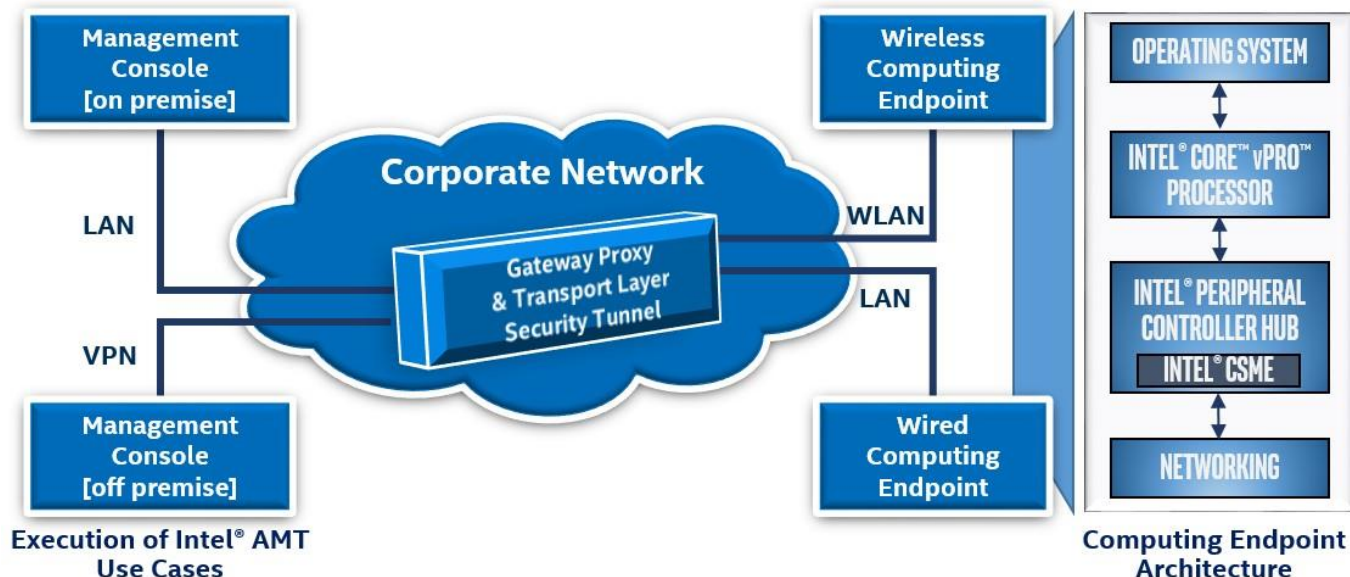 Management
Console
[on premise]
LAN
VPN
Management
Console
[off premise]
Execution of Intel® AMT
Use Cases
Corporate Network
Gateway Proxy
& Transport Layer
Security Tunnel
Wireless
Computing
Endpoint
WLAN
LAN
Wired
Computing
Endpoint
OPERATING SYSTEM
INTEL® CORE™ vPRO™
PROCESSOR
INTEL® PERIPHERAL
CONTROLLER HUB
INTEL® CSME
NETWORKING
Computing Endpoint
Architecture